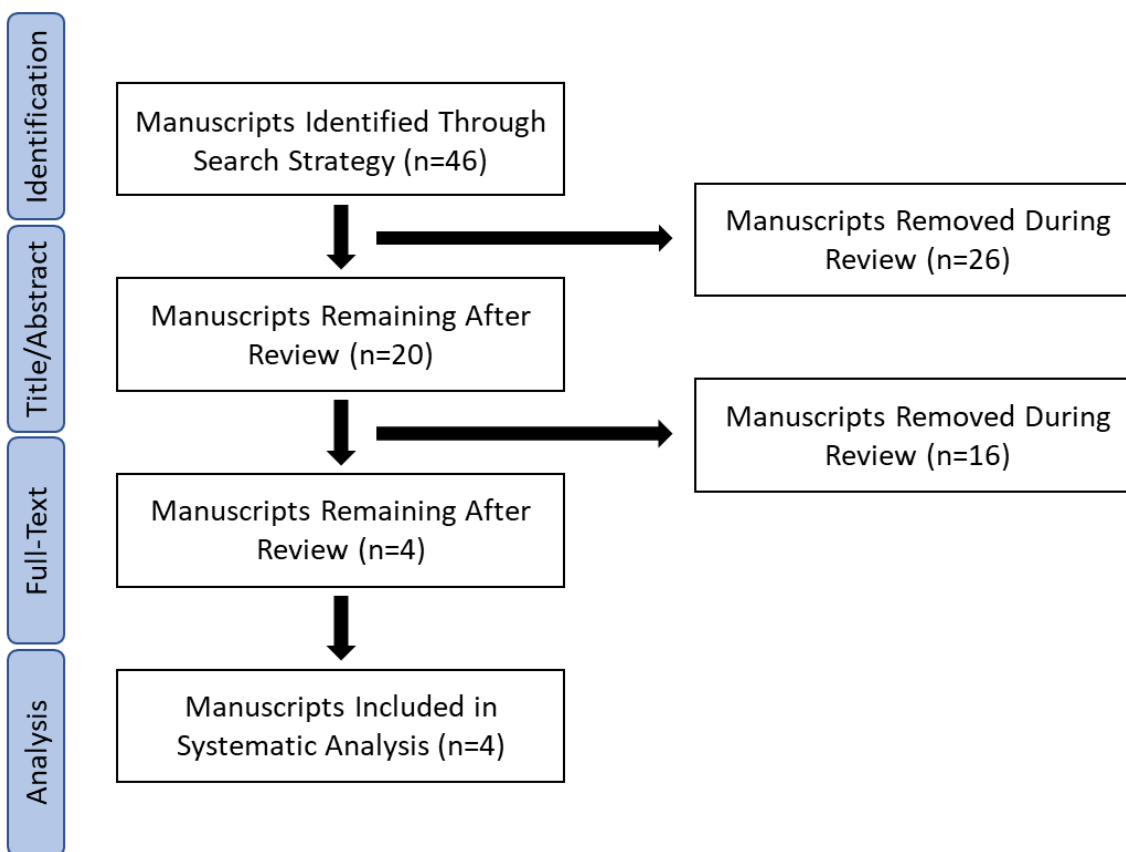 Identification
Manuscripts Identified Through
Search Strategy (n=46)
Manuscripts Removed During
Review (n=26)
Title/Abstract
Manuscripts Remaining After
Review (n=20)
Manuscripts Removed During
Review (n=16)
Full-Text
Manuscripts Remaining After
Review (n=4)
Analysis
Manuscripts Included in
Systematic Analysis (n=4)